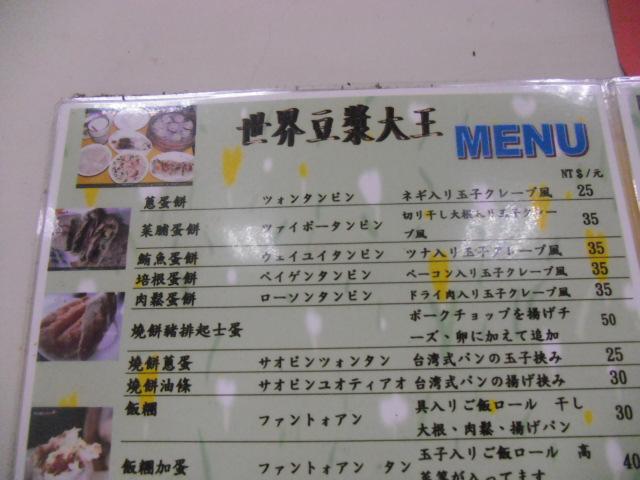 世界豆漿大王 MENU
NT$/元
蔥蛋餅 ツォンタンビン ネギ入り玉子クレープ風 25
菜脯蛋餅 ツァイポータンビン 切り干し大根入り玉子クレープ風 35
鮪魚蛋餅 ウェイユイタンビン ツナ入り玉子クレープ風 35
培根蛋餅 ペイゲンタンビン ベーコン入り玉子クレープ風 35
肉鬆蛋餅 ローソンタンビン ドライ肉入り玉子クレープ風 35
燒餅豬排起士蛋 ポークチョップを揚げチ 50
ーズ、卵に加えて追加
燒餅蔥蛋 サオビンツォンタン 台湾式パンの玉子挟み 25
燒餅油條 サオビンユオティアオ 台湾式パンの揚げ挟み 30
飯糰 ファントォアン 具入りご飯ロール 干し 30
大根、肉鬆、揚げパン
飯糰加蛋 ファントォアン タン 玉子入りご飯ロール 高 40
菜等が入ってます